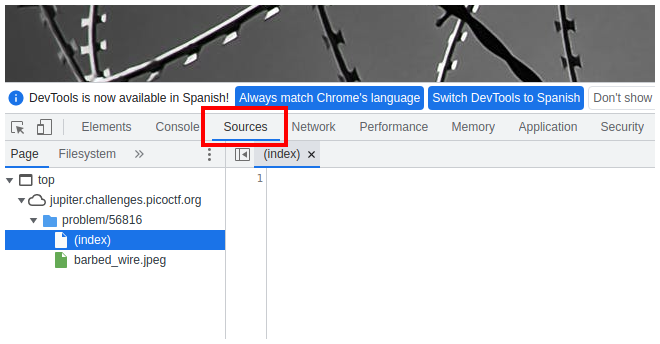 DevTools is now available in Spanish! Always match Chrome's language Switch DevTools to Spanish Don't show
Elements Console Sources Network Performance Memory Application Security
Page Filesystem » (index) ×
top 1
jupiter.challenges.picoctf.org
problem/56816
(index)
barbed_wire.jpeg